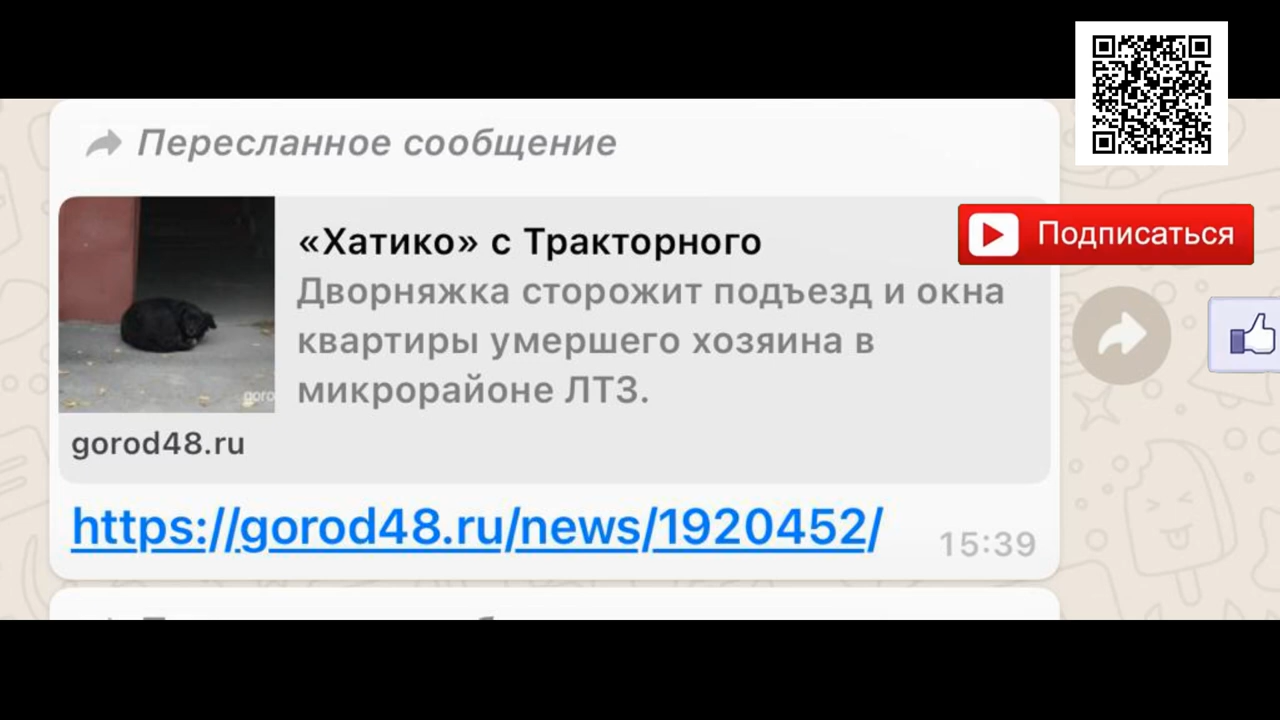 Пересланное сообщение
«Хатико» с Тракторного
Подписаться
Дворняжка сторожит подъезд и окна
квартиры умершего хозяина в
микрорайоне ЛТЗ.
goro
gorod48.ru
https://gorod48.ru/news/1920452/
15:39